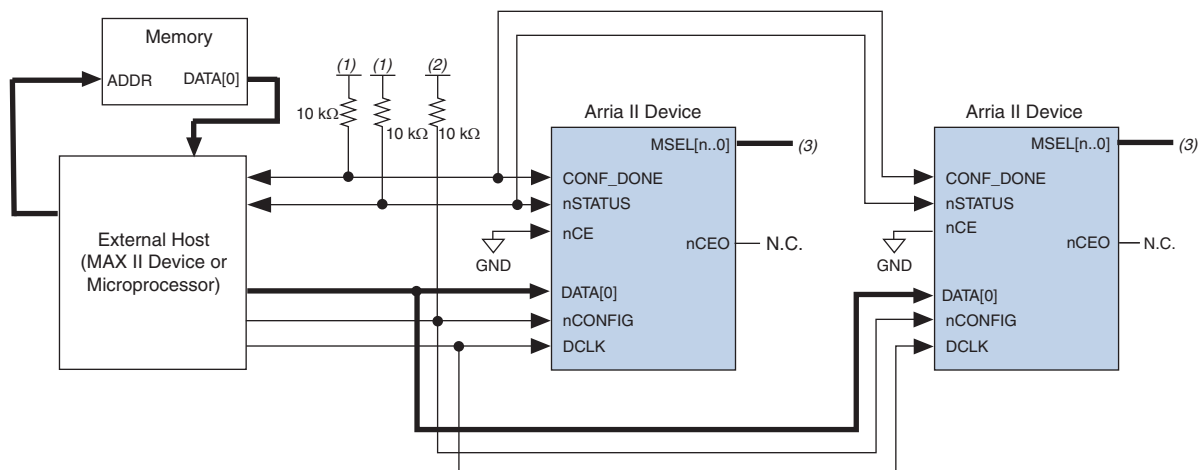 Memory
ADDR
DATA[0]
(1)
(1)
(2)
10 kΩ
10 kΩ
10 kΩ
External Host
(MAX II Device or
Microprocessor)
Arria II Device
MSEL[n..0]
(3)
CONF_DONE
nSTATUS
nCE
nCEO
N.C.
GND
DATA[0]
nCONFIG
DCLK
Arria II Device
MSEL[n..0]
(3)
CONF_DONE
nSTATUS
nCE
nCEO
N.C.
GND
DATA[0]
nCONFIG
DCLK